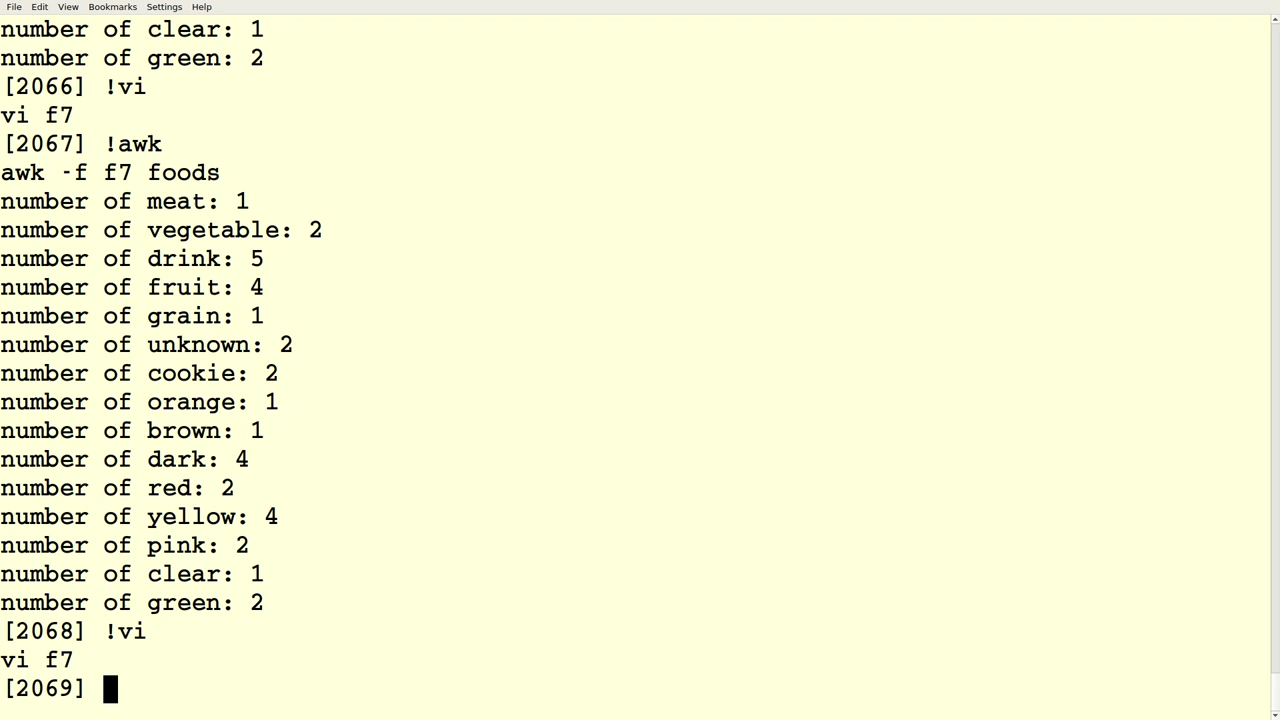 File Edit View Bookmarks Settings Help
number of clear: 1
number of green: 2
[2066] !vi
vi f7
[2067] !awk
awk -f f7 foods
number of meat: 1
number of vegetable: 2
number of drink: 5
number of fruit: 4
number of grain: 1
number of unknown: 2
number of cookie: 2
number of orange: 1
number of brown: 1
number of dark: 4
number of red: 2
number of yellow: 4
number of pink: 2
number of clear: 1
number of green: 2
[2068] !vi
vi f7
[2069]